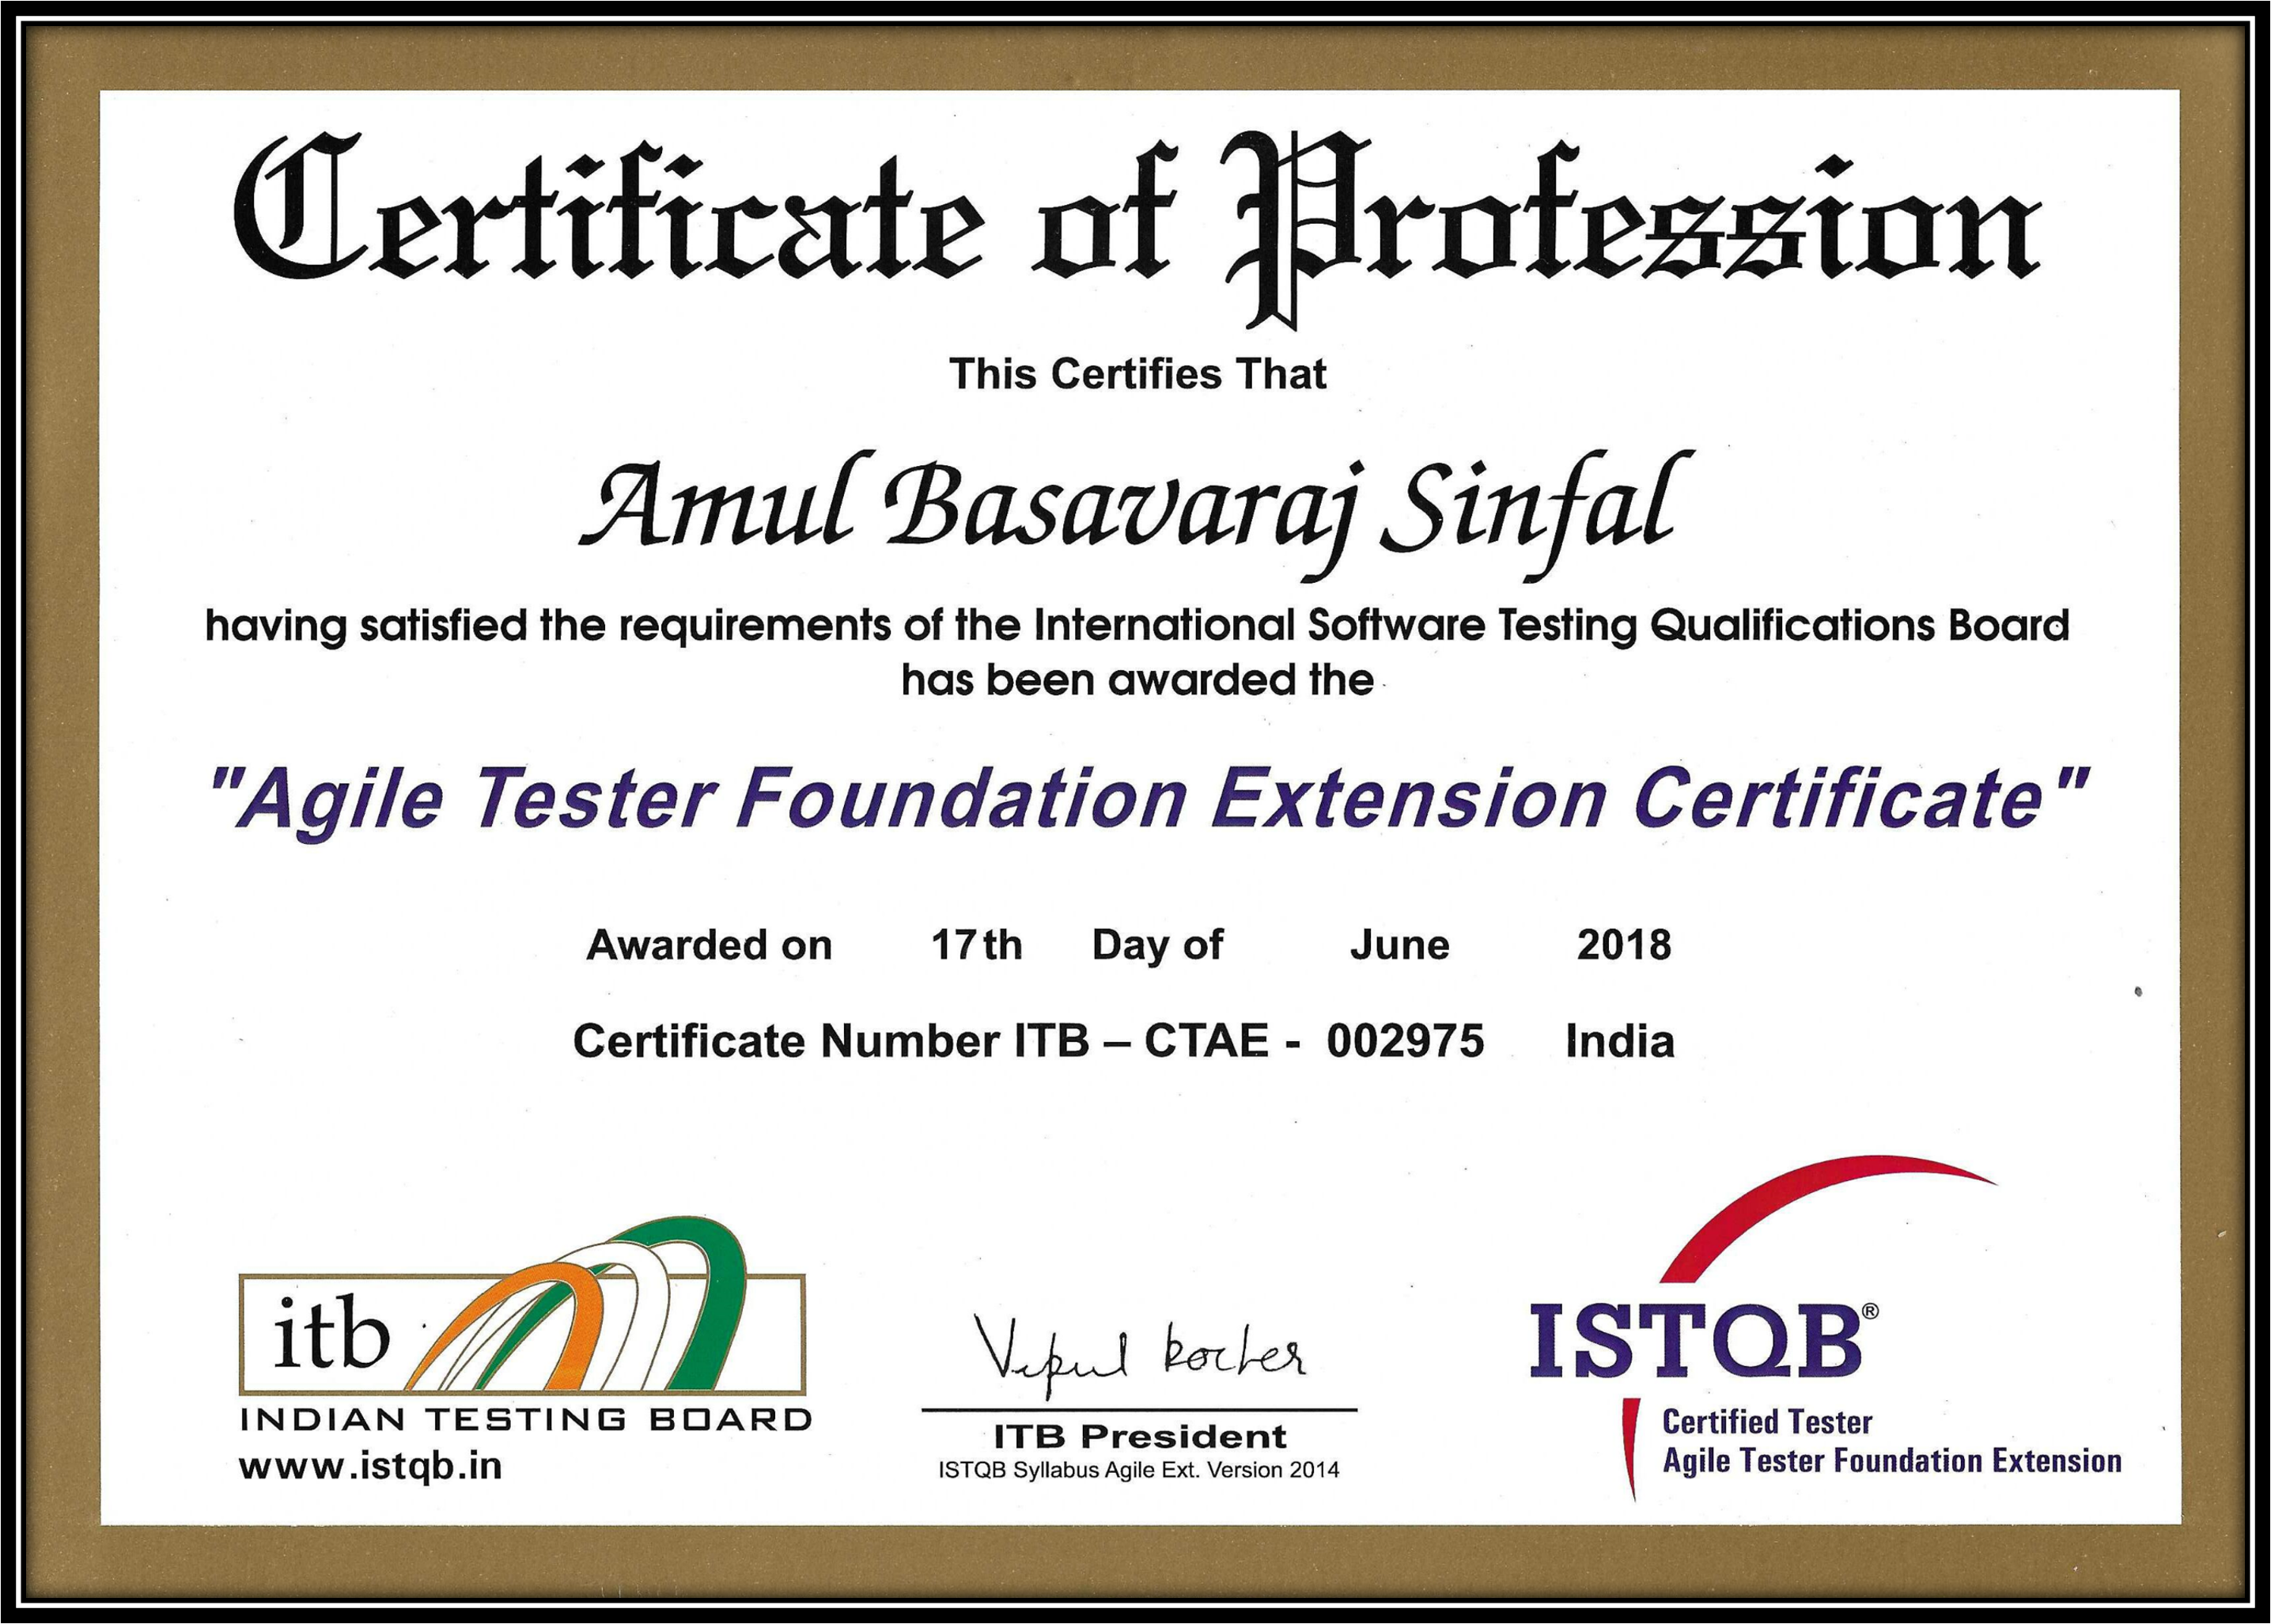 Certificate of Profession
This Certifies That
Amul Basavaraj Sinfal
having satisfied the requirements of the International Software Testing Qualifications Board
has been awarded the
"Agile Tester Foundation Extension Certificate"
Awarded on 17th Day of June 2018
Certificate Number ITB – CTAE - 002975 India
itb
INDIAN TESTING BOARD
www.istqb.in
Vipul Kocher
ITB President
ISTQB Syllabus Agile Ext. Version 2014
ISTQB®
Certified Tester
Agile Tester Foundation Extension